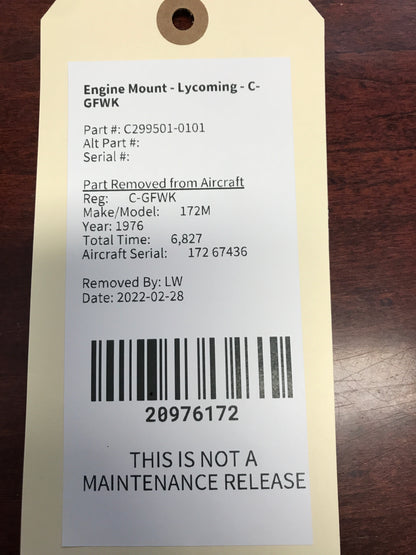 Engine Mount - Lycoming - C-
GFWK
Part #: C299501-0101
Alt Part #:
Serial #:
Part Removed from Aircraft
Reg: C-GFWK
Make/Model: 172M
Year: 1976
Total Time: 6,827
Aircraft Serial: 172 67436
Removed By: LW
Date: 2022-02-28
20976172
THIS IS NOT A
MAINTENANCE RELEASE